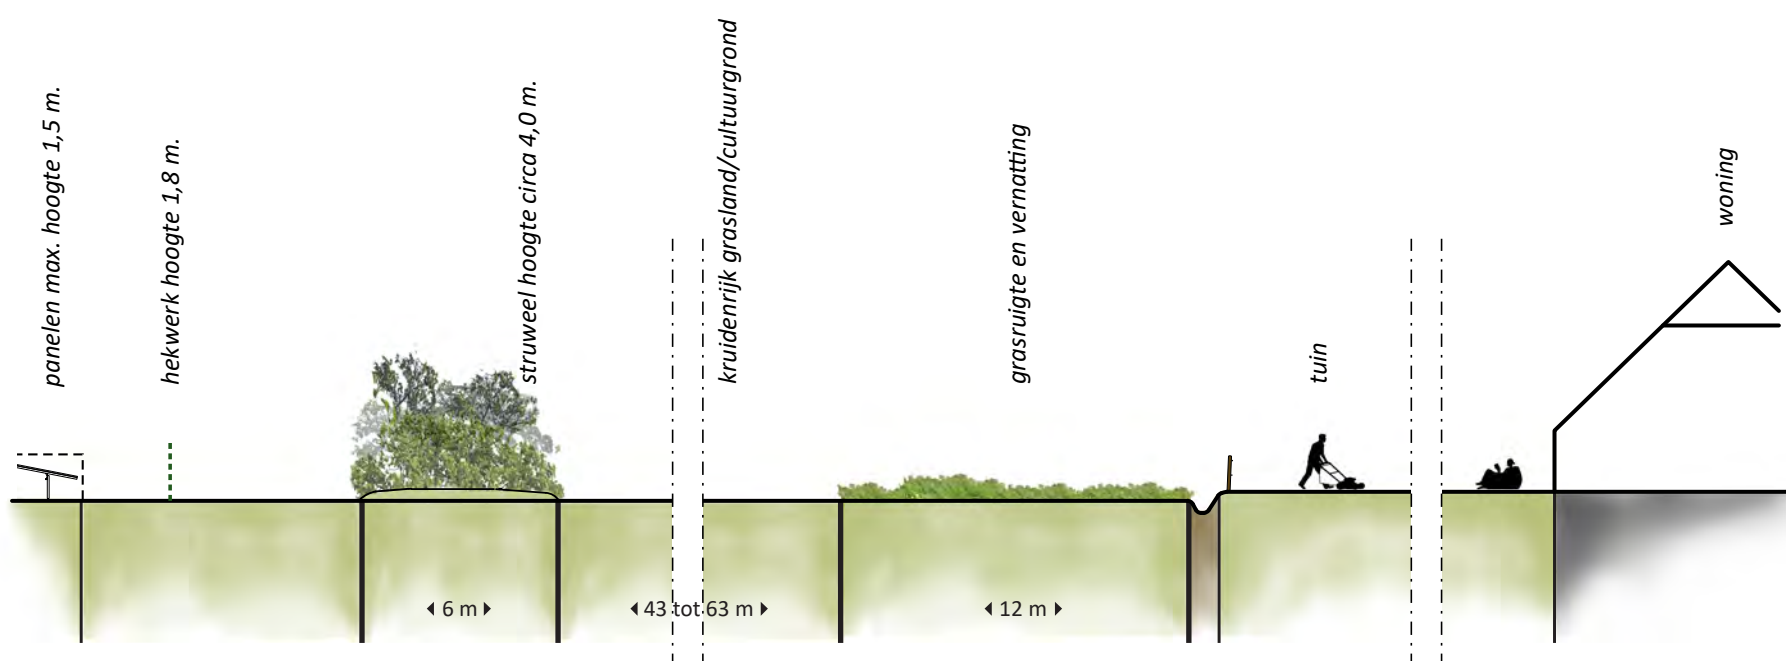 panelen max. hoogte 1,5 m.
hekwerk hoogte 1,8 m.
struweel hoogte circa 4,0 m.
kruidenrijk grasland/cultuurgrond
grasruigte en vernatting
tuin
woning
6 m
43 tot 63 m
12 m